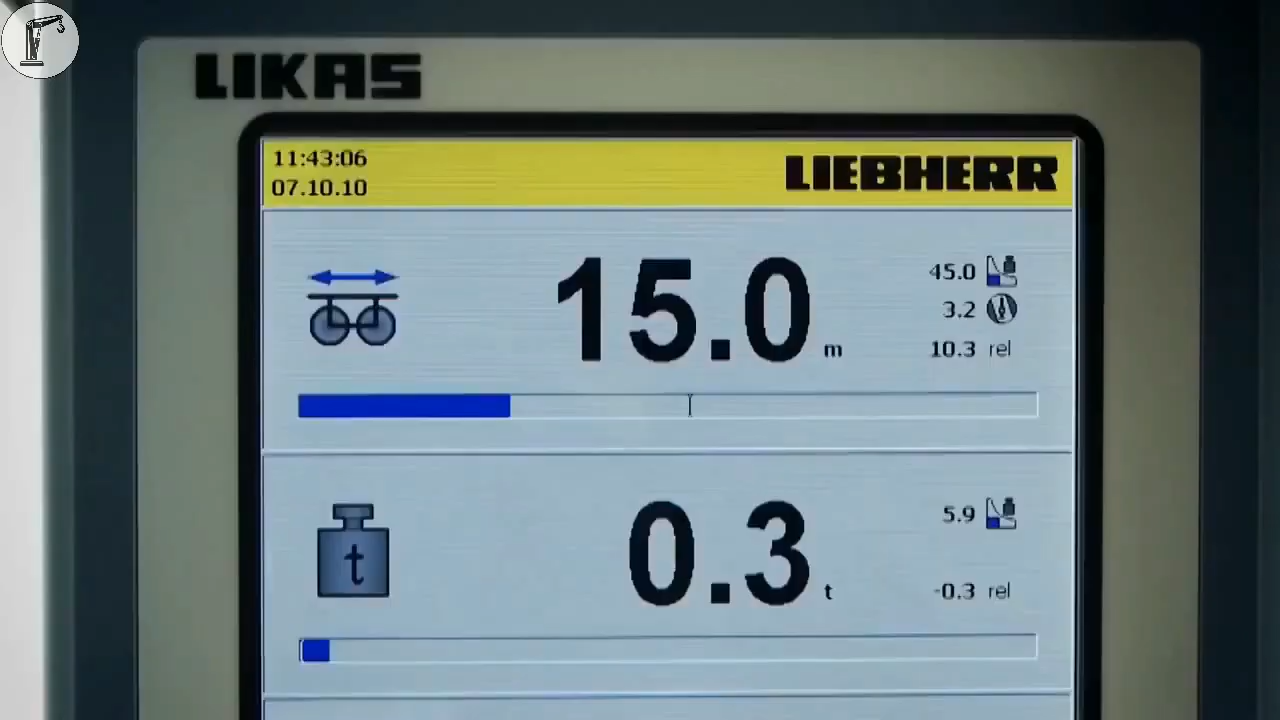 LIKAS
11:43:06
07.10.10
LIEBHERR
15.0 m
45.0
3.2
10.3 rel
t
0.3 t
5.9
-0.3 rel